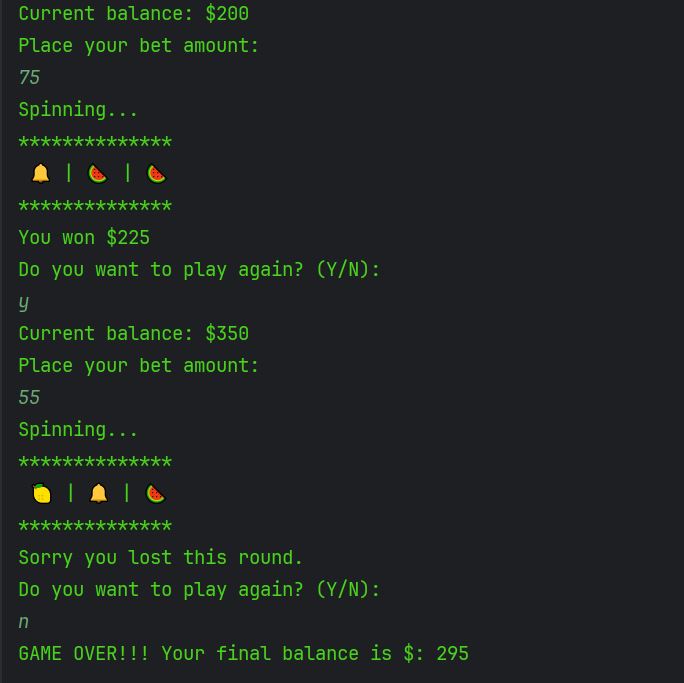 Current balance: $200
Place your bet amount:
75
Spinning...
**************
🔔 | 🍉 | 🍉
**************
You won $225
Do you want to play again? (Y/N):
y
Current balance: $350
Place your bet amount:
55
Spinning...
**************
🍋 | 🔔 | 🍉
**************
Sorry you lost this round.
Do you want to play again? (Y/N):
n
GAME OVER!!! Your final balance is $: 295